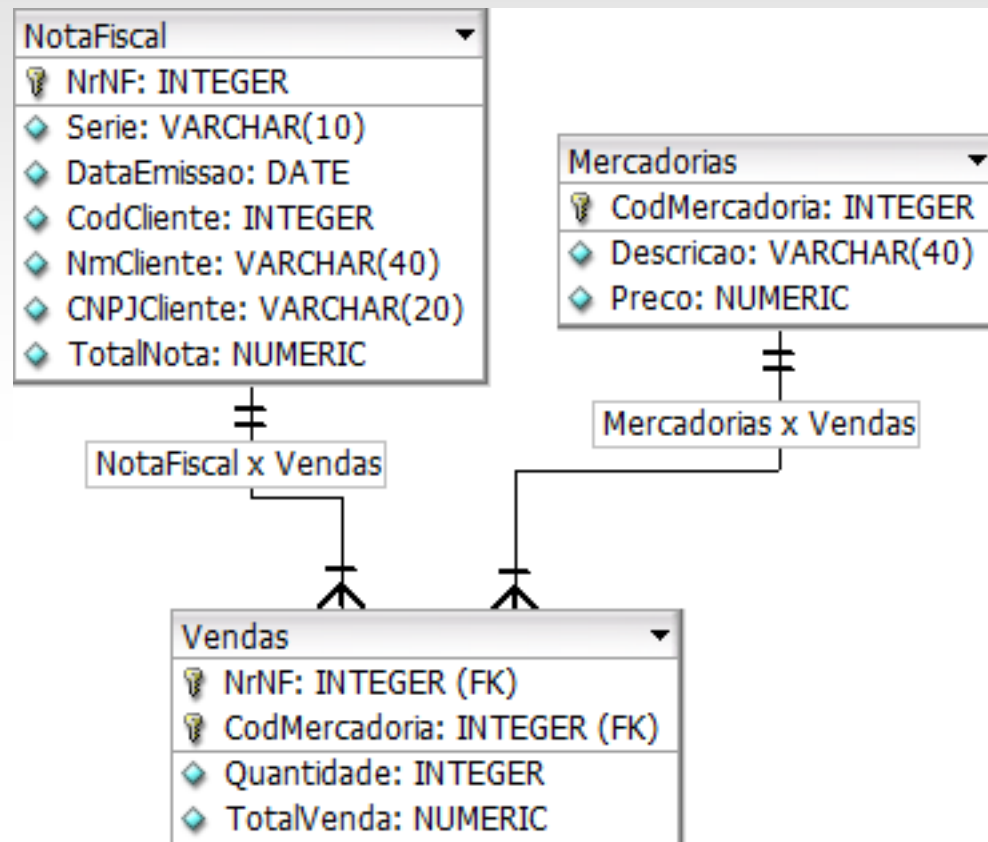 NotaFiscal
NrNF: INTEGER
Serie: VARCHAR(10)
DataEmissao: DATE
CodCliente: INTEGER
NmCliente: VARCHAR(40)
CNPJCliente: VARCHAR(20)
TotalNota: NUMERIC
Mercadorias
CodMercadoria: INTEGER
Descricao: VARCHAR(40)
Preco: NUMERIC
NotaFiscal x Vendas
Mercadorias x Vendas
Vendas
NrNF: INTEGER (FK)
CodMercadoria: INTEGER (FK)
Quantidade: INTEGER
TotalVenda: NUMERIC